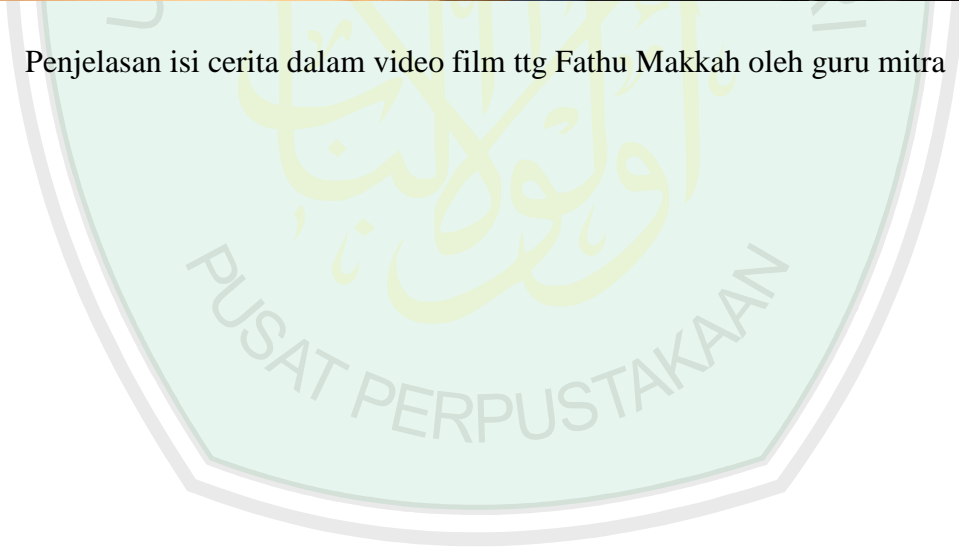 Penjelasan isi cerita dalam video film ttg Fathu Makkah oleh guru mitra
PUSAT PERPUSTAKAAN